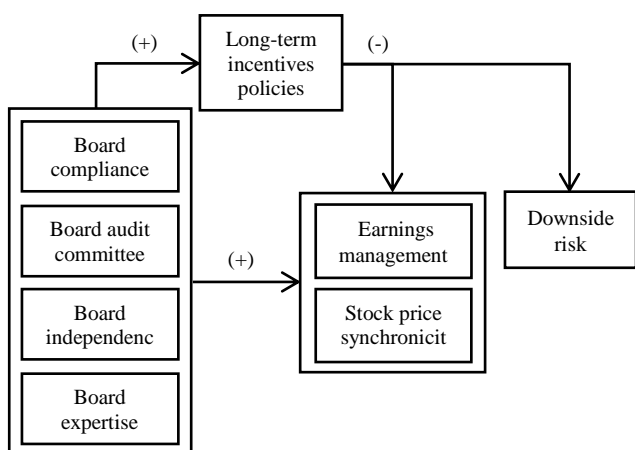 (+)
Long-term
incentives
policies
(-)
Board
compliance
Board audit
committee
Board
independenc
Board
expertise
(+)
Earnings
management
Stock price
synchronicit
Downside
risk